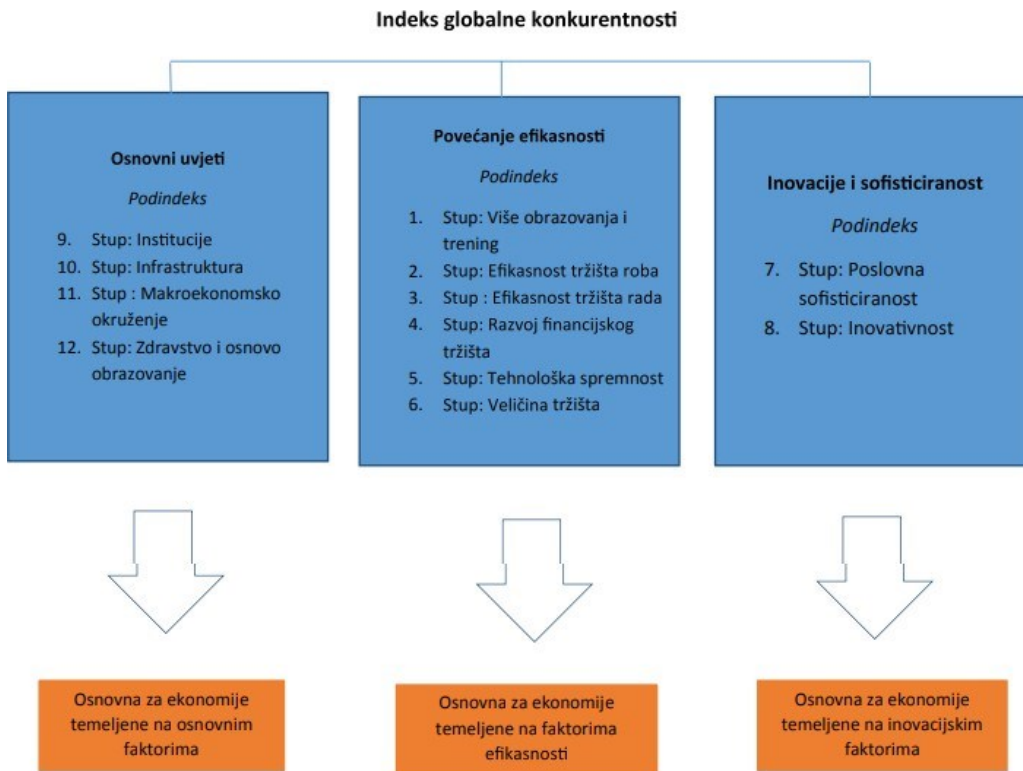 Indeks globalne konkurentnosti
Osnovni uvjeti
Podindeks
9. Stup: Institucije
10. Stup: Infrastruktura
11. Stup : Makroekonomsko
okruženje
12. Stup: Zdravstvo i osnovo
obrazovanje
Povećanje efikasnosti
Podindeks
1. Stup: Više obrazovanja i
trening
2. Stup: Efikasnost tržišta roba
3. Stup : Efikasnost tržišta rada
4. Stup: Razvoj financijskog
tržišta
5. Stup: Tehnološka spremnost
6. Stup: Veličina tržišta
Inovacije i sofisticiranost
Podindeks
7. Stup: Poslovna
sofisticiranost
8. Stup: Inovativnost
Osnovna za ekonomije
temeljene na osnovnim
faktorima
Osnovna za ekonomije
temeljene na faktorima
efikasnosti
Osnovna za ekonomije
temeljene na inovacijskim
faktorima